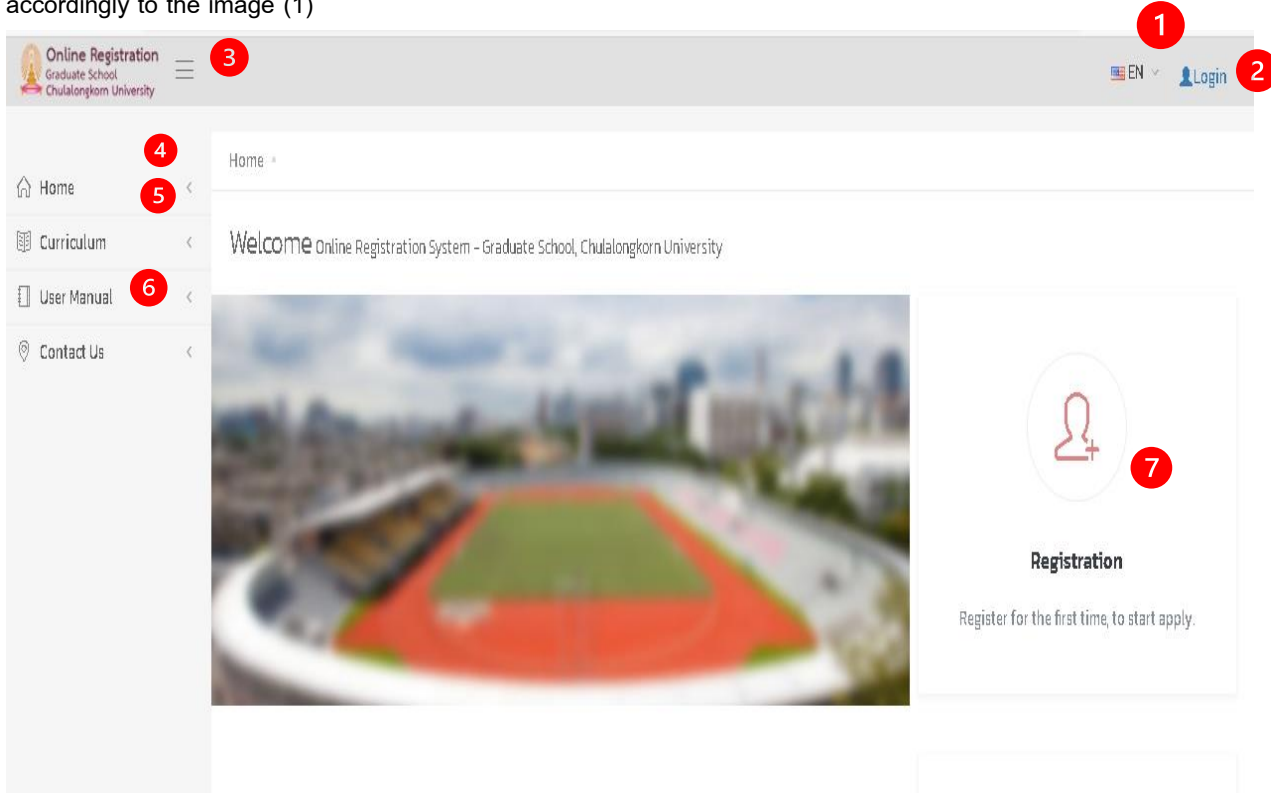 accordingly to the image (1)
1
Online Registration
Graduate School
Chulalongkorn University
3
EN
Login
2
4
Home
Home
5
Curriculum
Welcome Online Registration System - Graduate School, Chulalongkorn University
User Manual
6
Contact Us
7
Registration
Register for the first time, to start apply.